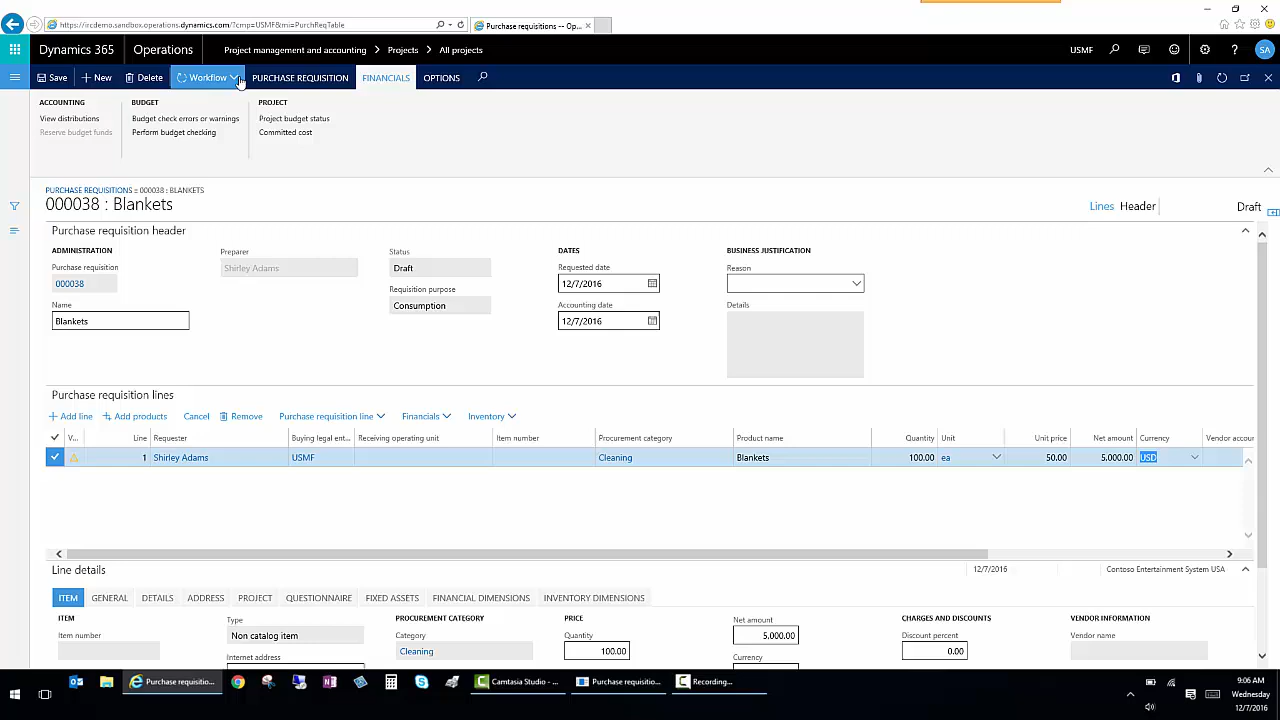 https://ircdemo.sandbox.operations.dynamics.com/?cmp=USMF&mi=PurchReqTable
Purchase requisitions -- Op...
Dynamics 365 Operations Project management and accounting > Projects > All projects USMF SA
Save New Delete Workflow PURCHASE REQUISITION FINANCIALS OPTIONS
ACCOUNTING BUDGET PROJECT
View distributions Budget check errors or warnings Project budget status
Reserve budget funds Perform budget checking Committed cost
PURCHASE REQUISITIONS = 000038 : BLANKETS
000038 : Blankets Lines Header Draft
Purchase requisition header
ADMINISTRATION Preparer Status DATES BUSINESS JUSTIFICATION
Purchase requisition Shirley Adams Draft Requested date Reason
000038 Requisition purpose 12/7/2016
Name Consumption Accounting date Details
Blankets 12/7/2016
Purchase requisition lines
Add line Add products Cancel Remove Purchase requisition line Financials Inventory
V... Line Requester Buying legal ent... Receiving operating unit Item number Procurement category Product name Quantity Unit Unit price Net amount Currency Vendor accou
1 Shirley Adams USMF Cleaning Blankets 100.00 ea 50.00 5,000.00 USD
Line details 12/7/2016 Contoso Entertainment System USA
ITEM GENERAL DETAILS ADDRESS PROJECT QUESTIONNAIRE FIXED ASSETS FINANCIAL DIMENSIONS INVENTORY DIMENSIONS
ITEM Type PROCUREMENT CATEGORY PRICE Net amount CHARGES AND DISCOUNTS VENDOR INFORMATION
Item number Non catalog item Category Quantity 5,000.00 Discount percent Vendor name
Internet address Cleaning 100.00 Currency 0.00
Purchase requisitio... Camtasia Studio - ... Purchase requisitio... Recording...
9:06 AM
Wednesday
12/7/2016